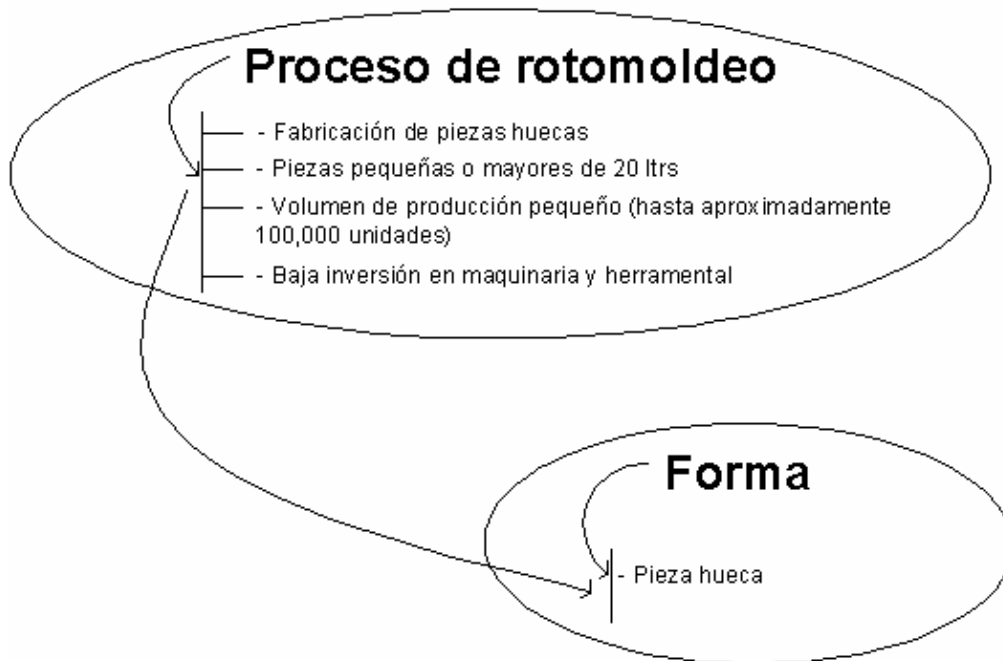 Proceso de rotomoldeo
- Fabricación de piezas huecas
- Piezas pequeñas o mayores de 20 ltrs
- Volumen de producción pequeño (hasta aproximadamente
100,000 unidades)
- Baja inversión en maquinaria y herramental
Forma
- Pieza hueca